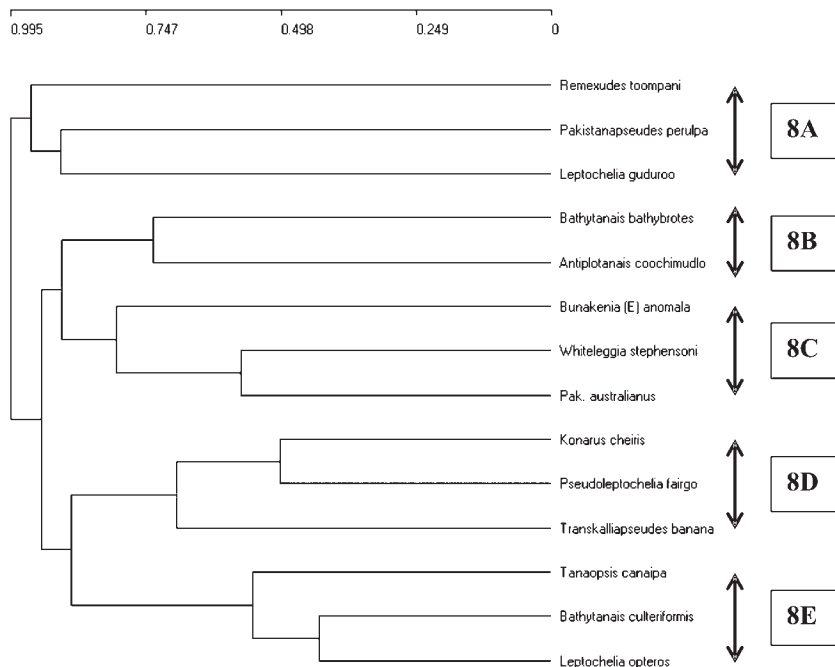 0.995 0.747 0.498 0.249 0
Remexudes toompani
8A
Pakistanapseudes perulpa
Leptochelia guduroo
Bathytanais bathybrotes
8B
Antiplotanais coochimudlo
Bunakenia (E) anomala
8C
Whiteleggia stephensoni
Pak. australianus
Konarus cheiris
8D
Pseudoleptochelia fairgo
Transkalliapseudes banana
Tanaopsis canaipa
8E
Bathytanais culteriformis
Leptochelia opteros